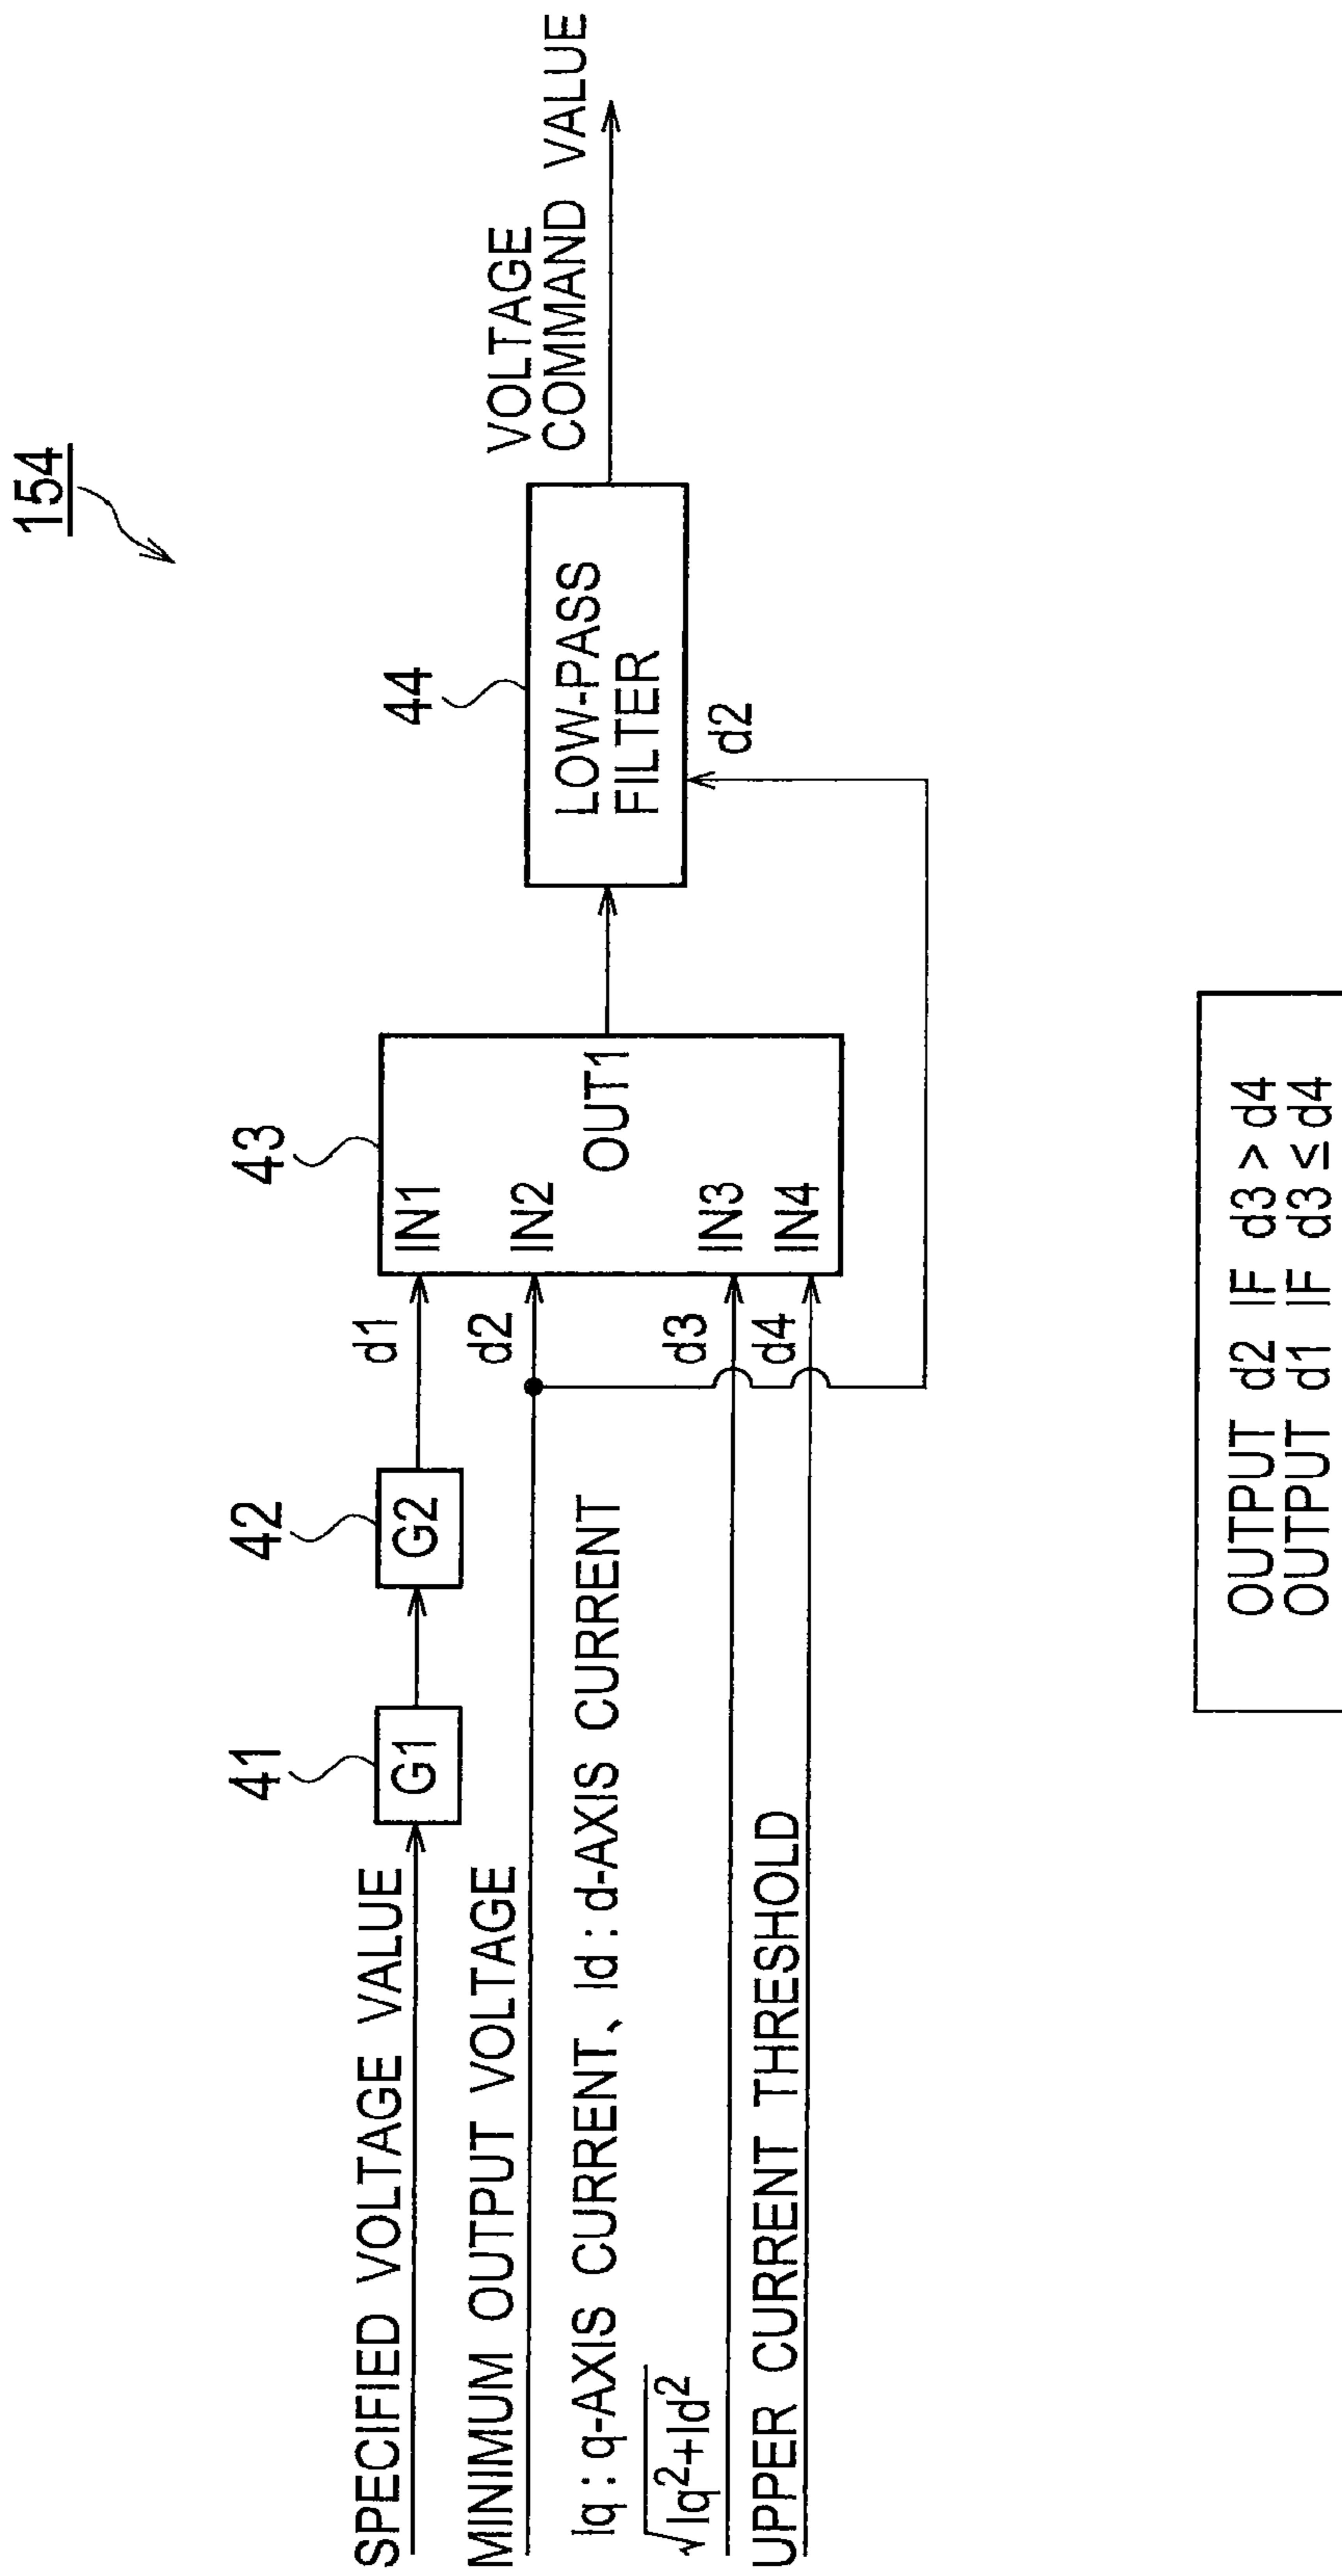 154
SPECIFIED VOLTAGE VALUE
41
G1
42
G2
d1
MINIMUM OUTPUT VOLTAGE
d2
Iq : q-AXIS CURRENT、Id : d-AXIS CURRENT
√Iq²+Id²
d3
UPPER CURRENT THRESHOLD
d4
43
IN1
IN2
IN3
IN4
OUT1
44
LOW-PASS
FILTER
d2
VOLTAGE
COMMAND VALUE
OUTPUT d2 IF d3 > d4
OUTPUT d1 IF d3 ≤ d4